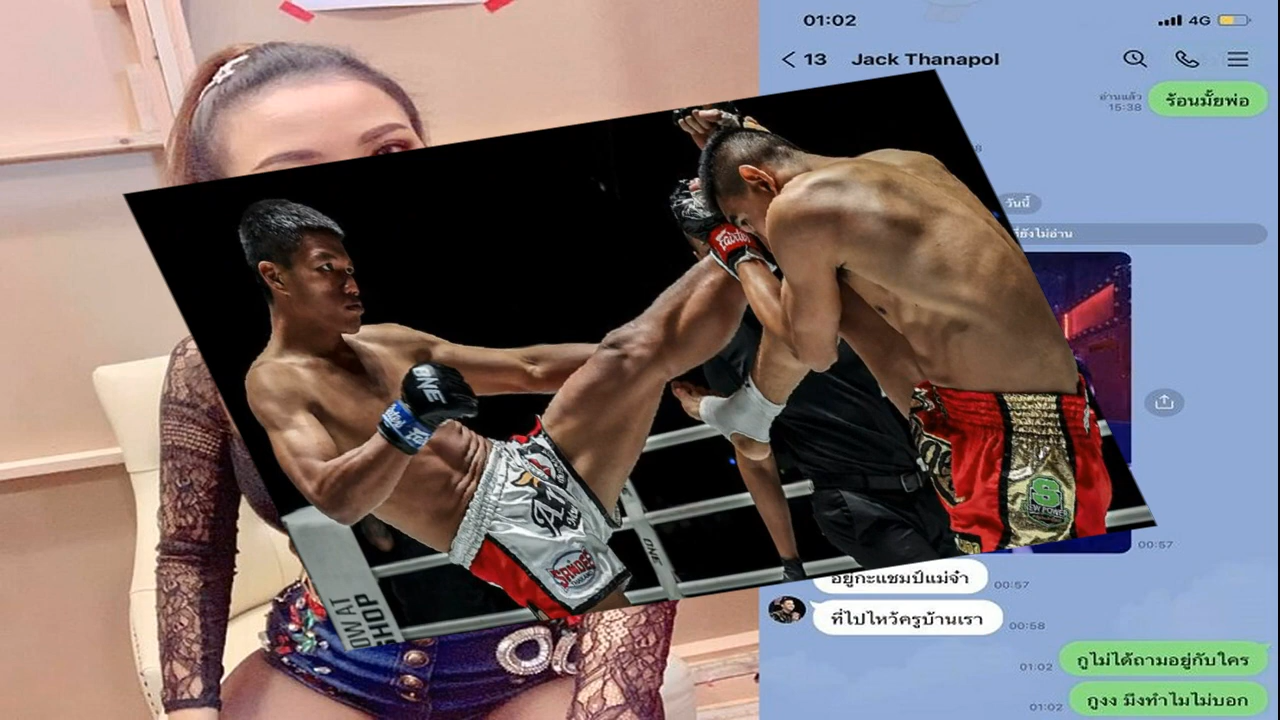 01:02
4G
13 Jack Thanapol
อ่านแล้ว
15:38
ร้อนมั้ยพ่อ
วันนี้
ที่ยังไม่อ่าน
Fairtex
ONE
ONE
SHOP
00:57
อยู่กะแชมป์แม่จ๋า
00:57
ที่ไปไหว้ครูบ้านเรา
00:58
01:02
กูไม่ได้ถามอยู่กับใคร
01:02
กูงง มึงทำไมไม่บอก